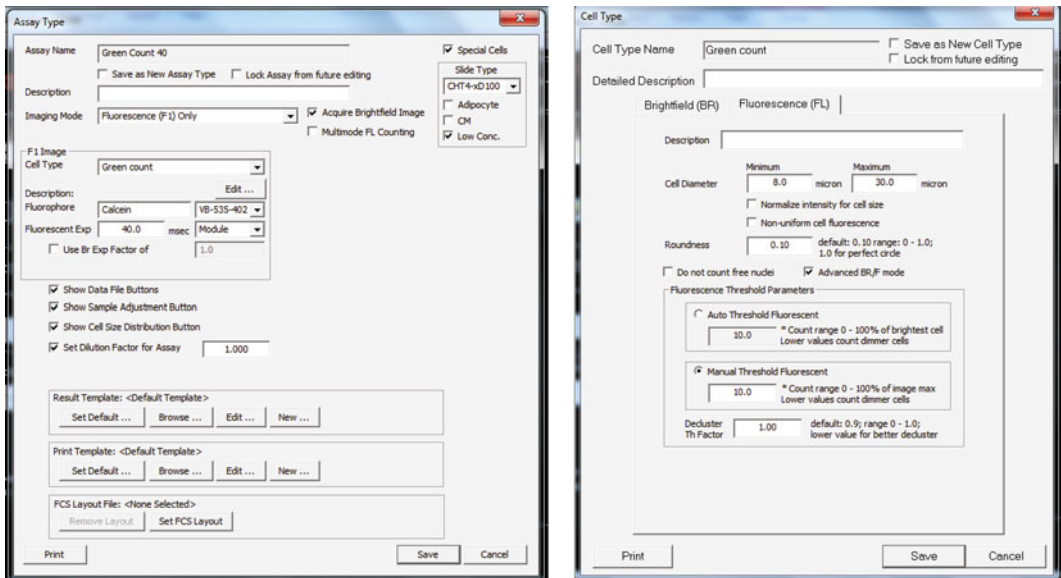 Assay Type
Assay Name Green Count 40
Save as New Assay Type Lock Assay from future editing
Description
Imaging Mode Fluorescence (F1) Only
Acquire Brightfield Image
Multimode FL Counting
Special Cells
Slide Type
CHT4-xD100
Adipocyte
CM
Low Conc.
F1 Image
Cell Type Green count
Edit ...
Description:
Fluorophore Calcein VB-535-402
Fluorescent Exp 40.0 msec Module
Use Br Exp Factor of 1.0
Show Data File Buttons
Show Sample Adjustment Button
Show Cell Size Distribution Button
Set Dilution Factor for Assay 1.000
Result Template: <Default Template>
Set Default ... Browse ... Edit ... New ...
Print Template: <Default Template>
Set Default ... Browse ... Edit ... New ...
FCS Layout File: <None Selected>
Remove Layout Set FCS Layout
Print Save Cancel
Cell Type
Cell Type Name Green count
Save as New Cell Type
Lock from future editing
Detailed Description
Brightfield (BR) Fluorescence (FL)
Description
Minimum Maximum
Cell Diameter 8.0 micron 30.0 micron
Normalize intensity for cell size
Non-uniform cell fluorescence
Roundness 0.10 default: 0.10 range: 0 - 1.0;
1.0 for perfect circle
Do not count free nuclei Advanced BR/F mode
Fluorescence Threshold Parameters
Auto Threshold Fluorescent
10.0 * Count range 0 - 100% of brightest cell
Lower values count dimmer cells
Manual Threshold Fluorescent
10.0 * Count range 0 - 100% of image max
Lower values count dimmer cells
Decluster
Th Factor 1.00 default: 0.9; range 0 - 1.0;
lower value for better decluster
Print Save Cancel